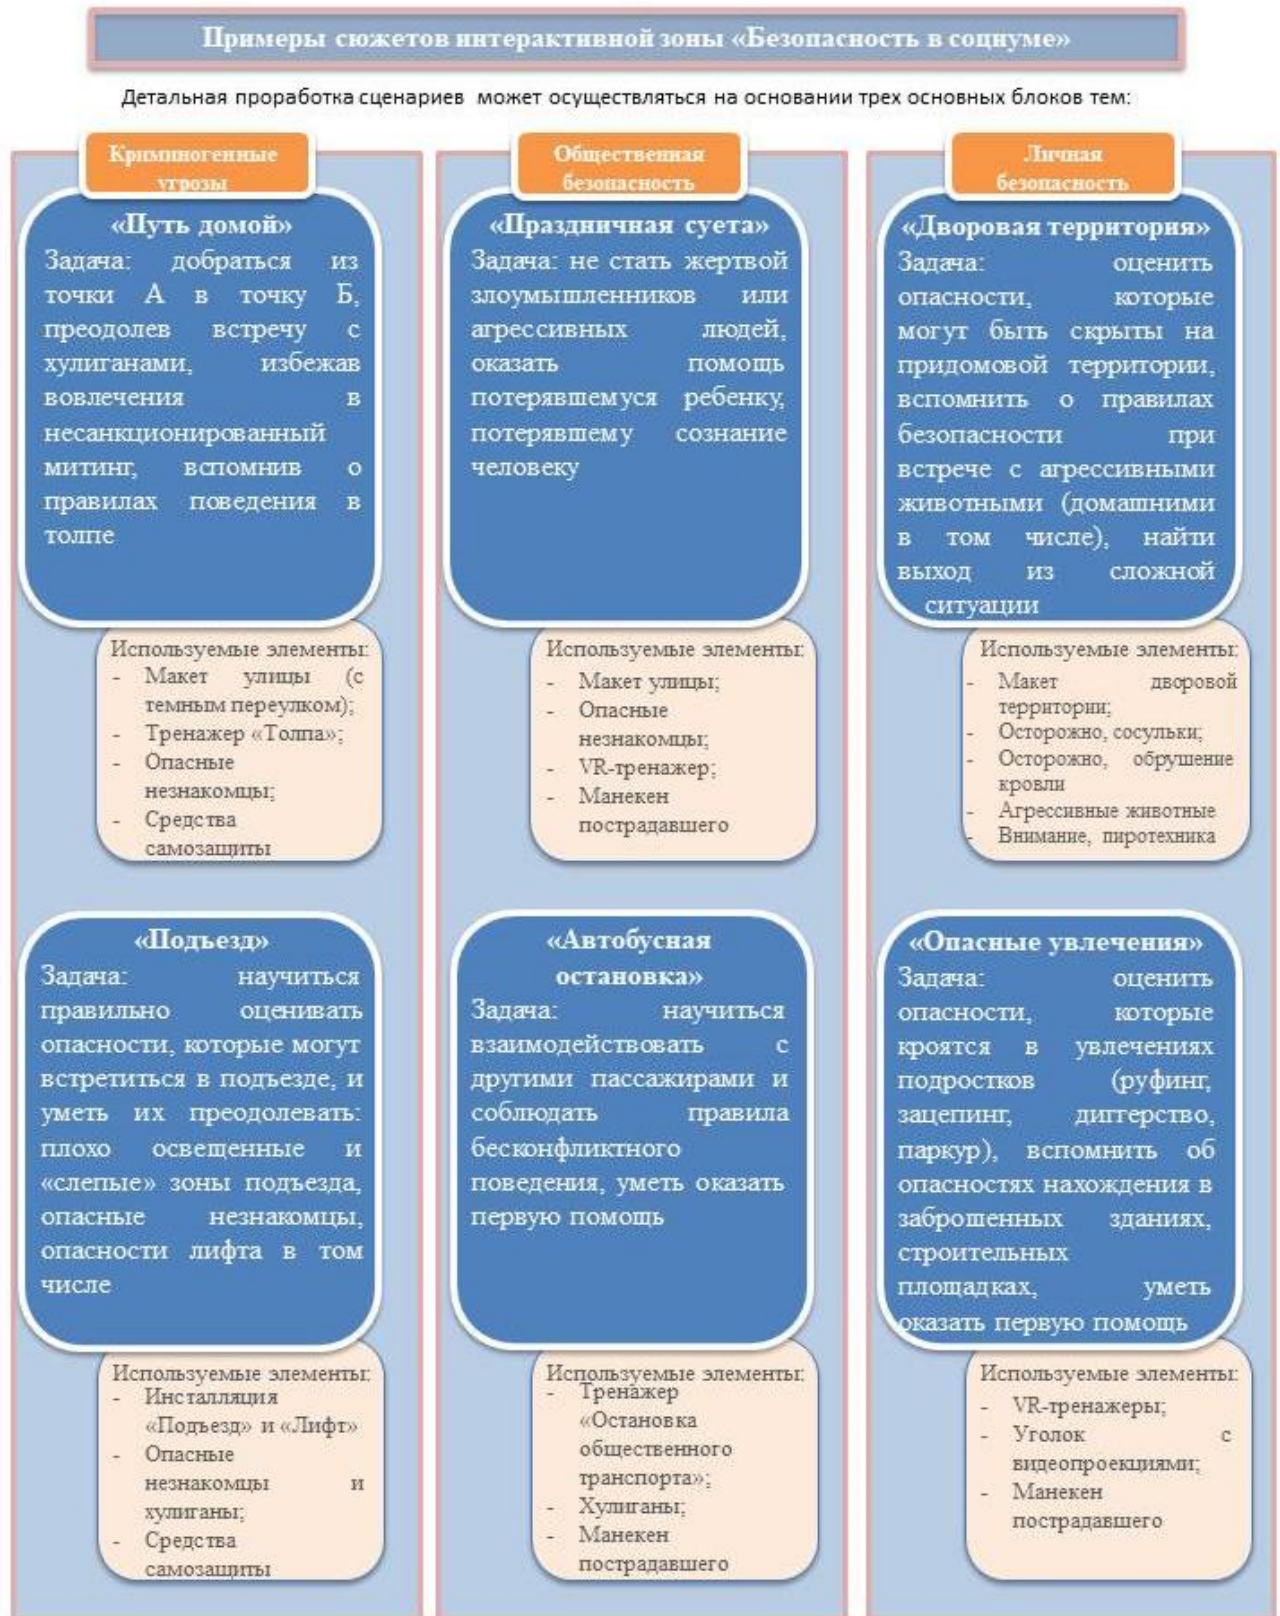 Примеры сюжетов интерактивной зоны «Безопасность в социуме»
Детальная проработка сценариев может осуществляться на основании трех основных блоков тем:
Криминогенные
угрозы
«Путь домой»
Задача: добраться из
точки А в точку Б,
преодолев встречу с
хулиганами, избежав
вовлечения в
несанкционированный
митинг, вспомнив о
правилах поведения в
толпе
Используемые элементы:
- Макет улицы (с
темным переулком);
- Тренажер «Толпа»;
- Опасные
незнакомцы;
- Средства
самозащиты
«Подъезд»
Задача: научиться
правильно оценивать
опасности, которые могут
встретиться в подъезде, и
уметь их преодолевать:
плохо освещенные и
«слепые» зоны подъезда,
опасные незнакомцы,
опасности лифта в том
числе
Используемые элементы:
- Инсталляция
«Подъезд» и «Лифт»
- Опасные
незнакомцы и
хулиганы;
- Средства
самозащиты
Общественная
безопасность
«Праздничная суета»
Задача: не стать жертвой
злоумышленников или
агрессивных людей,
оказать помощь
потерявшемуся ребенку,
потерявшему сознание
человеку
Используемые элементы:
- Макет улицы;
- Опасные
незнакомцы;
- VR-тренажер;
- Манекен
пострадавшего
«Автобусная
остановка»
Задача: научиться
взаимодействовать с
другими пассажирами и
соблюдать правила
бесконфликтного
поведения, уметь оказать
первую помощь
Используемые элементы:
- Тренажер
«Остановка
общественного
транспорта»;
- Хулиганы;
- Манекен
пострадавшего
Личная
безопасность
«Дворовая территория»
Задача: оценить
опасности, которые
могут быть скрыты на
придомовой территории,
вспомнить о правилах
безопасности при
встрече с агрессивными
животными (домашними
в том числе), найти
выход из сложной
ситуации
Используемые элементы:
- Макет дворовой
территории;
- Осторожно, сосульки;
- Осторожно, обрушение
кровли
- Агрессивные животные
- Внимание, пиротехника
«Опасные увлечения»
Задача: оценить
опасности, которые
кроятся в увлечениях
подростков (руфинг,
зацепинг, диггерство,
паркур), вспомнить об
опасностях нахождения в
заброшенных зданиях,
строительных
площадках, уметь
оказать первую помощь
Используемые элементы:
- VR-тренажеры;
- Уголок с
видеопроекциями;
- Манекен
пострадавшего